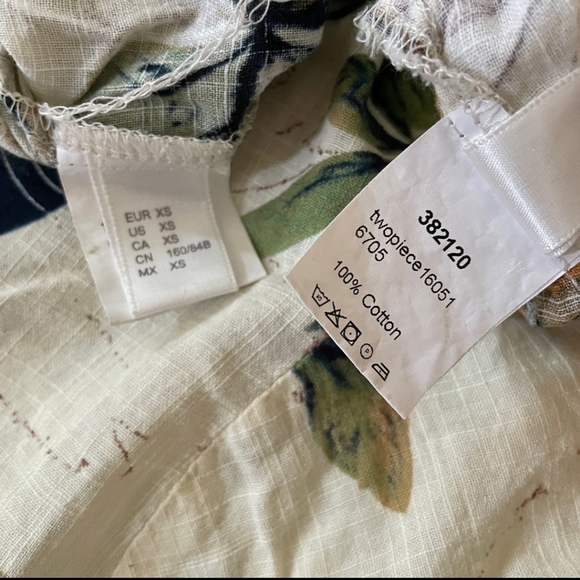 EUR XS
US XS
CA XS
CN 160/84B
MX XS
382120
twopiece16051
6705
100% Cotton
P